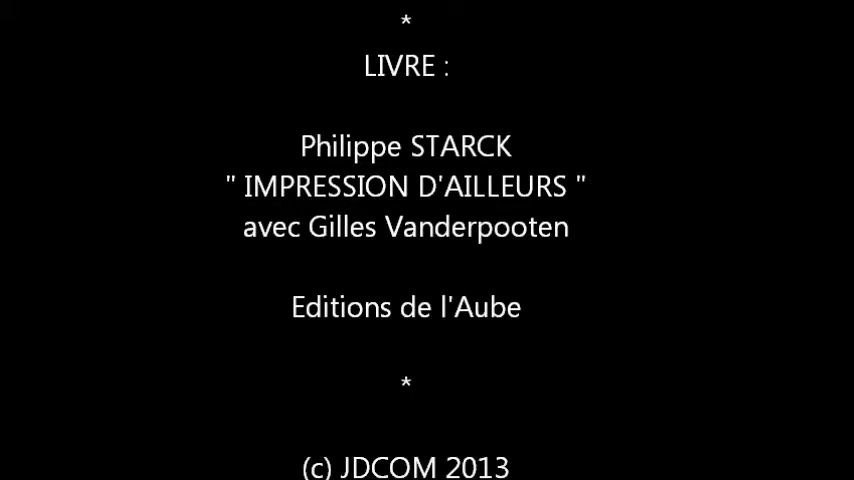 *
LIVRE :
Philippe STARCK
" IMPRESSION D'AILLEURS "
avec Gilles Vanderpooten
Editions de l'Aube
*
(c) JDCOM 2013